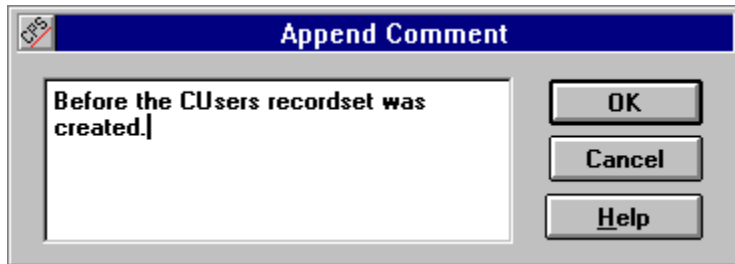 CPS
Append Comment
Before the CUsers recordset was
created.
OK
Cancel
Help